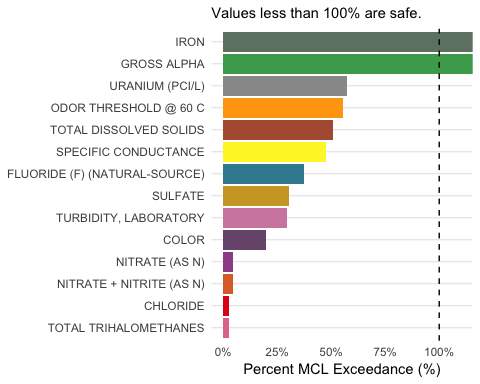 Values less than 100% are safe.
IRON
GROSS ALPHA
URANIUM (PCI/L)
ODOR THRESHOLD @ 60 C
TOTAL DISSOLVED SOLIDS
SPECIFIC CONDUCTANCE
FLUORIDE (F) (NATURAL-SOURCE)
SULFATE
TURBIDITY, LABORATORY
COLOR
NITRATE (AS N)
NITRATE + NITRITE (AS N)
CHLORIDE
TOTAL TRIHALOMETHANES
0% 25% 50% 75% 100%
Percent MCL Exceedance (%)